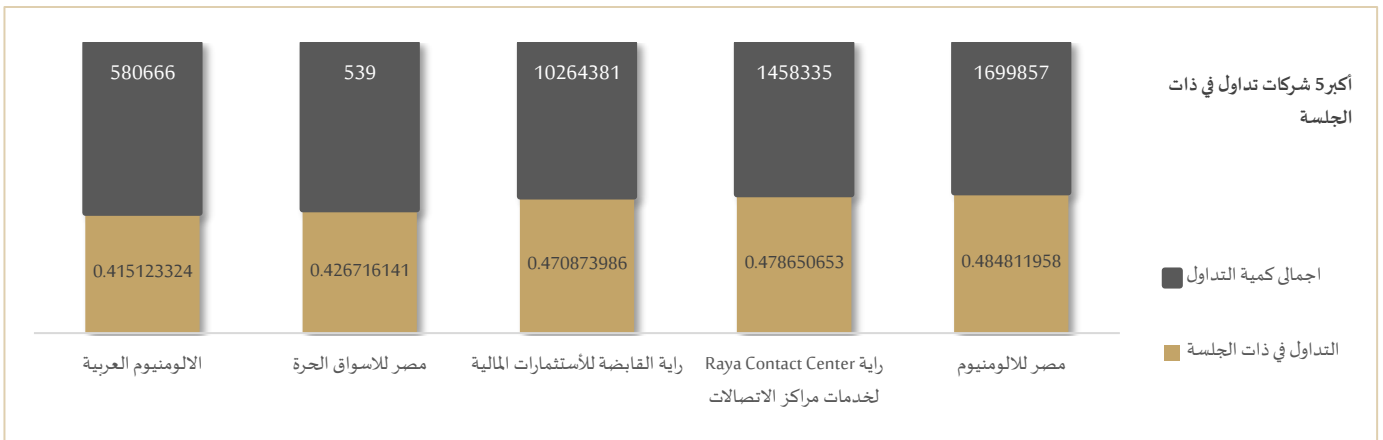 أكبر5 شركات تداول في ذات
الجلسة
1699857
1458335
10264381
539
580666
0.484811958
0.478650653
0.470873986
0.426716141
0.415123324
مصر للالومنيوم
راية Raya Contact Center
لخدمات مراكز الاتصالات
راية القابضة للأستثمارات المالية
مصر للاسواق الحرة
الالومنيوم العربية
اجمالى كمية التداول
التداول في ذات الجلسة